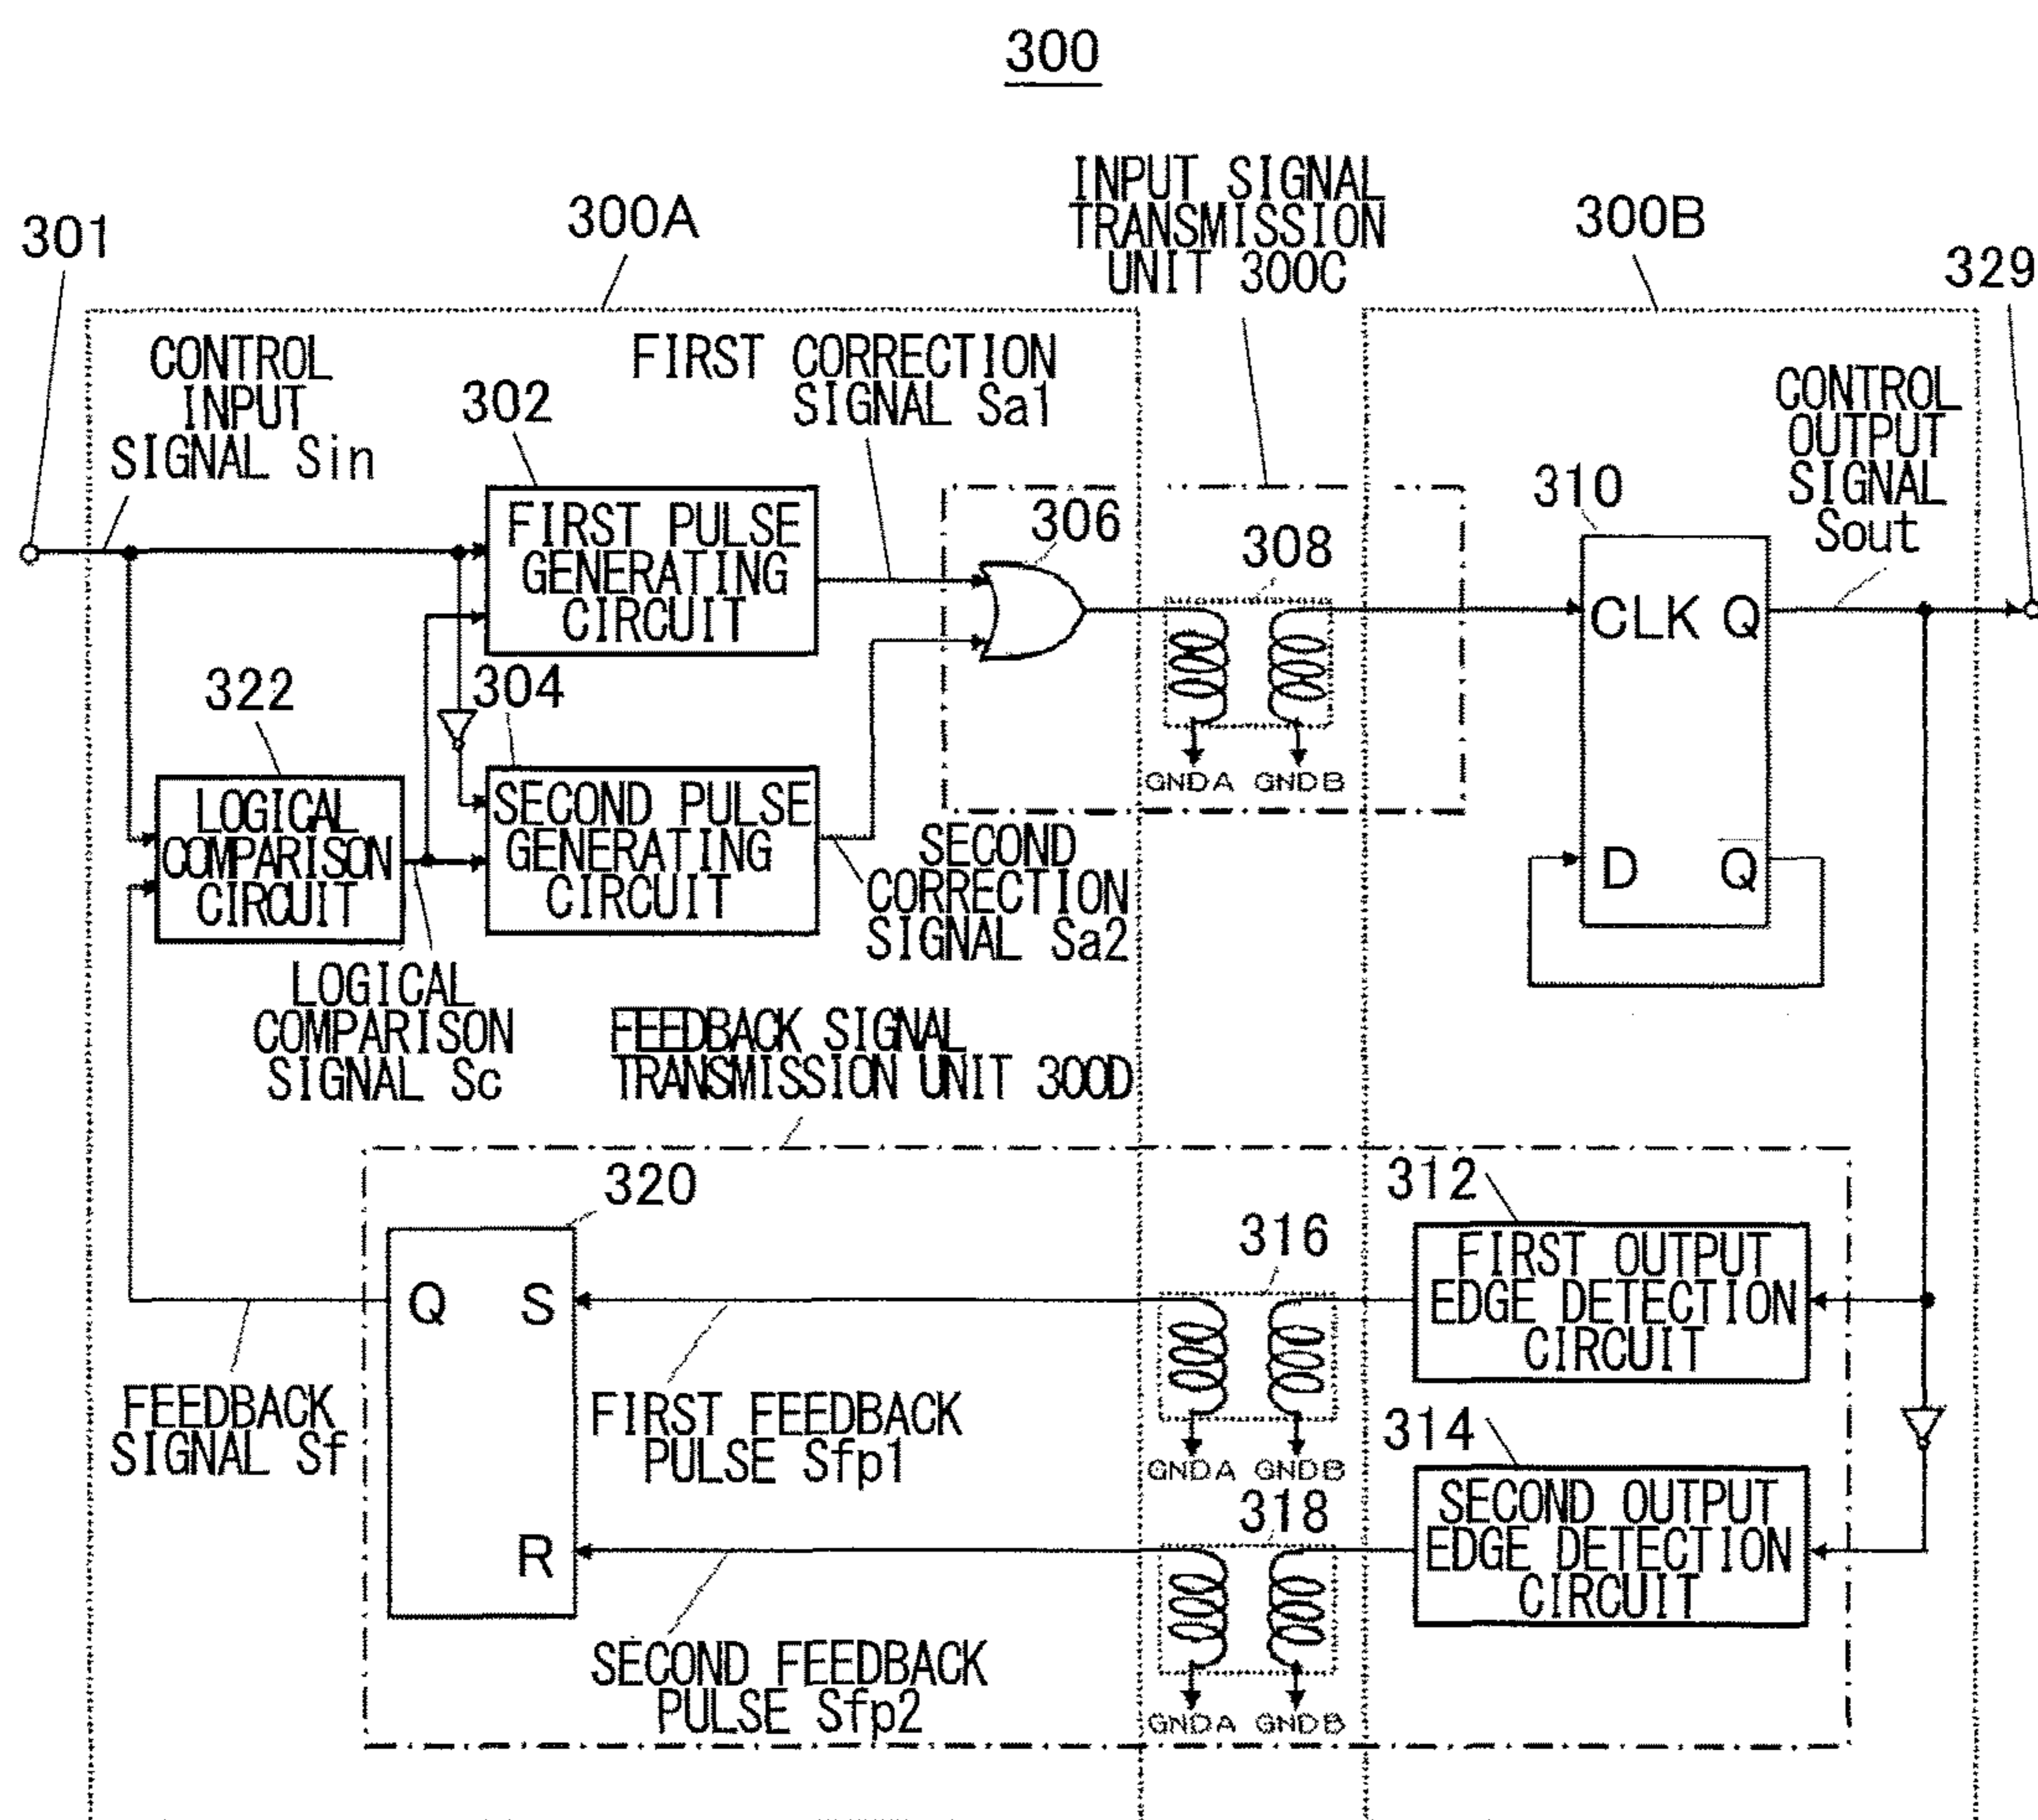 300
INPUT SIGNAL
TRANSMISSION
UNIT 300C
300A
300B
301
329
CONTROL
INPUT
SIGNAL Sin
FIRST CORRECTION
SIGNAL Sa1
302
CONTROL
OUTPUT
SIGNAL
Sout
310
306
308
FIRST PULSE
GENERATING
CIRCUIT
CLK Q
322
304
GNDA GNDB
LOGICAL
COMPARISON
CIRCUIT
SECOND PULSE
GENERATING
CIRCUIT
SECOND
CORRECTION
SIGNAL Sa2
D Q̅
LOGICAL
COMPARISON
SIGNAL Sc
FEEDBACK SIGNAL
TRANSMISSION UNIT 300D
320
312
316
Q S
FIRST OUTPUT
EDGE DETECTION
CIRCUIT
FEEDBACK
SIGNAL Sf
FIRST FEEDBACK
PULSE Sfp1
314
GNDA GNDB
318
SECOND OUTPUT
EDGE DETECTION
CIRCUIT
R
SECOND FEEDBACK
PULSE Sfp2
GNDA GNDB